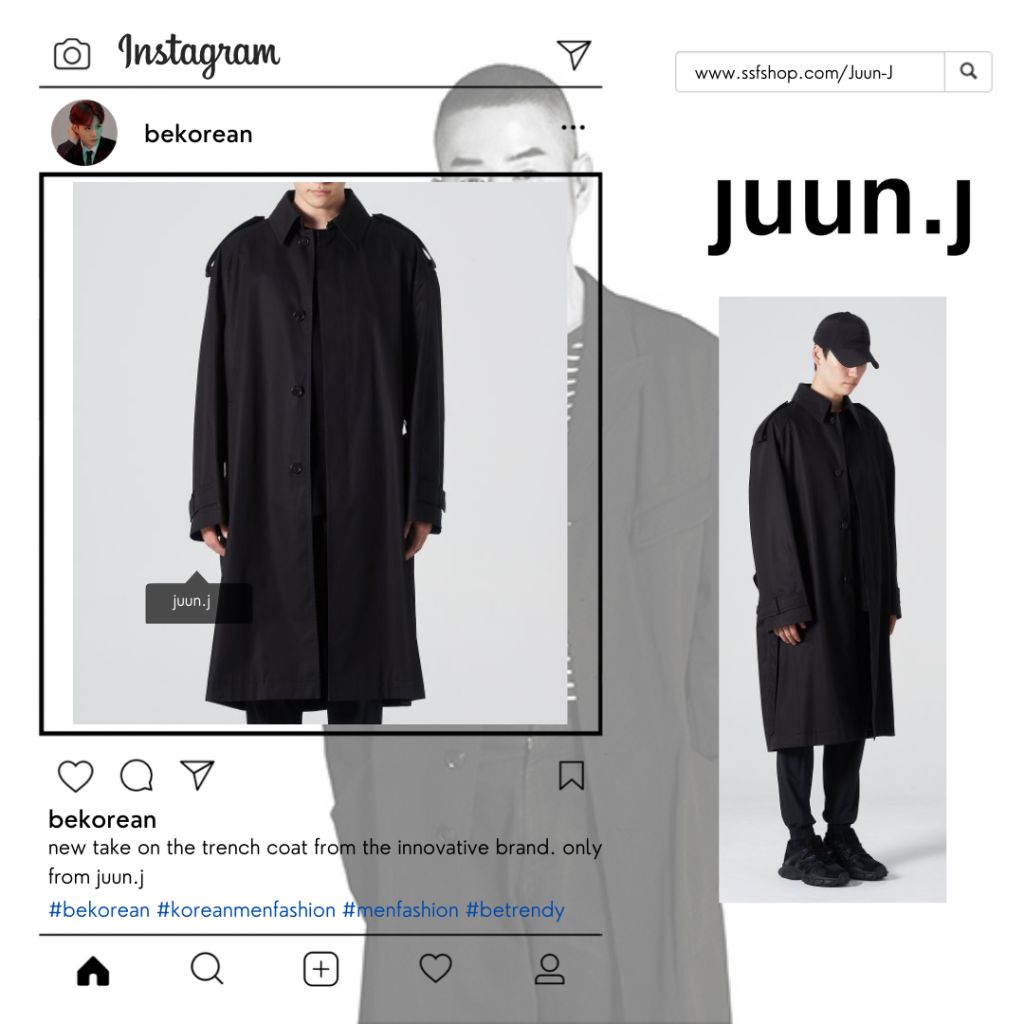 Instagram
www.ssfshop.com/Juun-J
bekorean
juun.j
juun.j
bekorean
new take on the trench coat from the innovative brand. only
from juun.j
#bekorean #koreanmenfashion #menfashion #betrendy